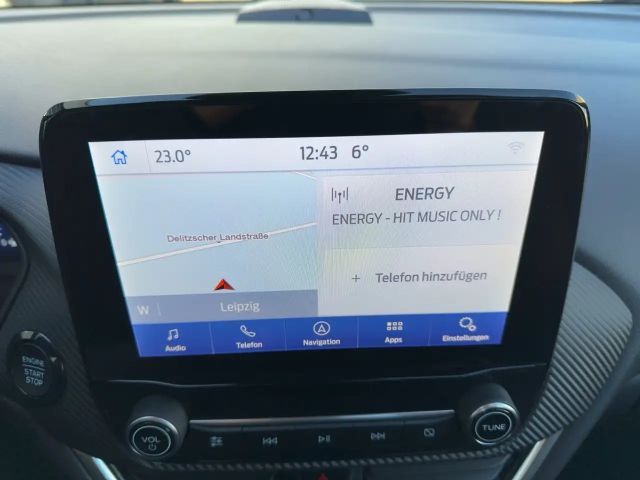 23.0°
12:43 6°
ENERGY
ENERGY - HIT MUSIC ONLY !
Delitzscher Landstraße
+ Telefon hinzufügen
W
Leipzig
Audio
Telefon
Navigation
Apps
Einstellungen
ENGINE
START
STOP
VOL
TUNE